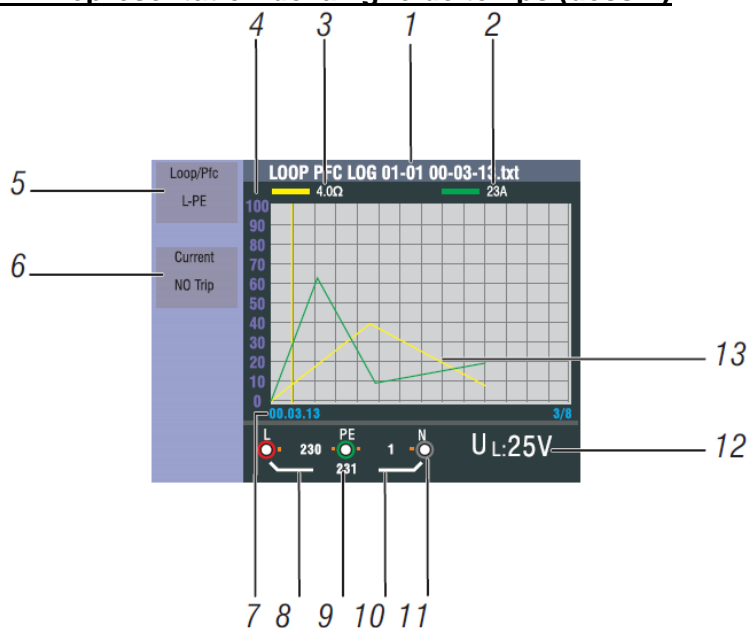 temps
4 3 1 2
LOOP PFC LOG 01-01 00-03-13.txt
Loop/Pfc
L-PE
5
4.0Ω 23A
100
90
80
70
60
50
40
30
20
10
0
Current
NO Trip
6
13
00.03.13 3/8
L PE N
230 1
231
UL:25V
12
7 8 9 10 11